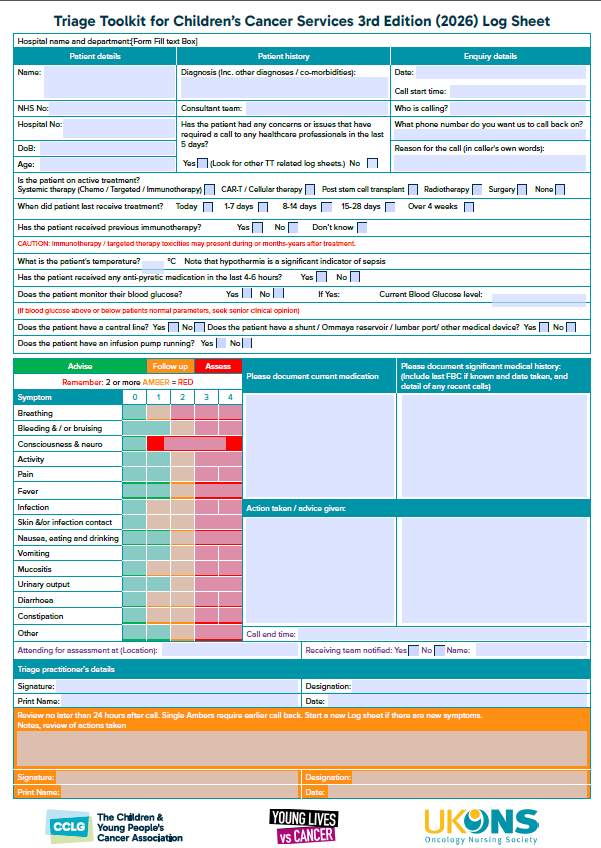 Triage Toolkit for Children's Cancer Services 3rd Edition (2026) Log Sheet
Hospital name and department:[Form Fill text Box]
Patient details
Patient history
Enquiry details
Name:
Diagnosis (Inc. other diagnoses / co-morbidities):
Date:
Call start time:
NHS No:
Consultant team:
Who is calling?
Hospital No:
Has the patient had any concerns or issues that have
required a call to any healthcare professionals in the last
5 days?
What phone number do you want us to call back on?
DoB:
Reason for the call (in caller's own words):
Age:
Yes (Look for other TT related log sheets.) No
Is the patient on active treatment?
Systemic therapy (Chemo / Targeted / Immunotherapy) CAR-T / Cellular therapy Post stem cell transplant Radiotherapy Surgery None
When did patient last receive treatment? Today 1-7 days 8-14 days 15-28 days Over 4 weeks
Has the patient received previous immunotherapy? Yes No Don't know
CAUTION: Immunotherapy / targeted therapy toxicities may present during or months-years after treatment.
What is the patient's temperature? °C Note that hypothermia is a significant indicator of sepsis
Has the patient received any anti-pyretic medication in the last 4-6 hours? Yes No
Does the patient monitor their blood glucose? Yes No If Yes: Current Blood Glucose level:
(If blood glucose above or below patients normal parameters, seek senior clinical opinion)
Does the patient have a central line? Yes No Does the patient have a shunt / Ommaya reservoir / lumbar port/ other medical device? Yes No
Does the patient have an infusion pump running? Yes No
Advise Follow up Assess
Remember: 2 or more AMBER = RED
Symptom 0 1 2 3 4
Breathing
Bleeding & / or bruising
Consciousness & neuro
Activity
Pain
Fever
Infection
Skin &/or infection contact
Nausea, eating and drinking
Vomiting
Mucositis
Urinary output
Diarrhoea
Constipation
Other
Please document current medication
Please document significant medical history:
(Include last FBC if known and date taken, and
detail of any recent calls)
Action taken / advice given:
Call end time:
Attending for assessment at (Location):
Receiving team notified: Yes No Name:
Triage practitioner's details
Signature:
Designation:
Print Name:
Date:
Review no later than 24 hours after call. Single Ambers require earlier call back. Start a new Log sheet if there are new symptoms.
Notes, review of actions taken
Signature:
Designation:
Print Name:
Date:
CCLG
The Children &
Young People's
Cancer Association
YOUNG LIVES
vs CANCER
UKONS
Oncology Nursing Society